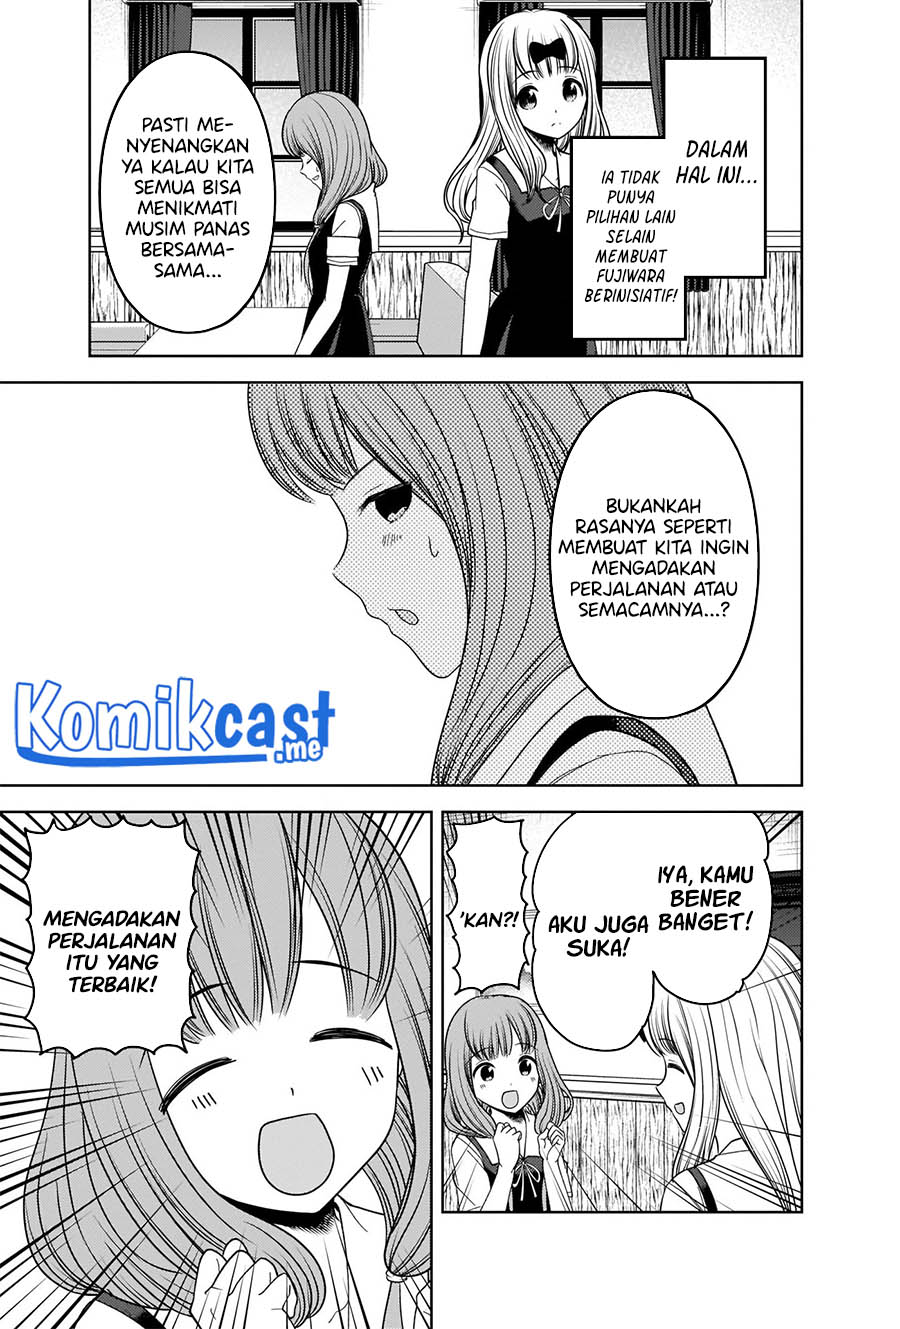 DALAM
HAL INI...
IA TIDAK
PUNYA
PILIHAN LAIN
SELAIN
MEMBUAT
FUJIWARA
BERINISIATIF!
PASTI ME-
NYENANGKAN
YA KALAU KITA
SEMUA BISA
MENIKMATI
MUSIM PANAS
BERSAMA-
SAMA...
BUKANKAH
RASANYA SEPERTI
MEMBUAT KITA INGIN
MENGADAKAN
PERJALANAN ATAU
SEMACAMNYA...?
Komikcast
.me
IYA, KAMU
BENER
BANGET!
AKU JUGA
SUKA!
'KAN?!
MENGADAKAN
PERJALANAN
ITU YANG
TERBAIK!